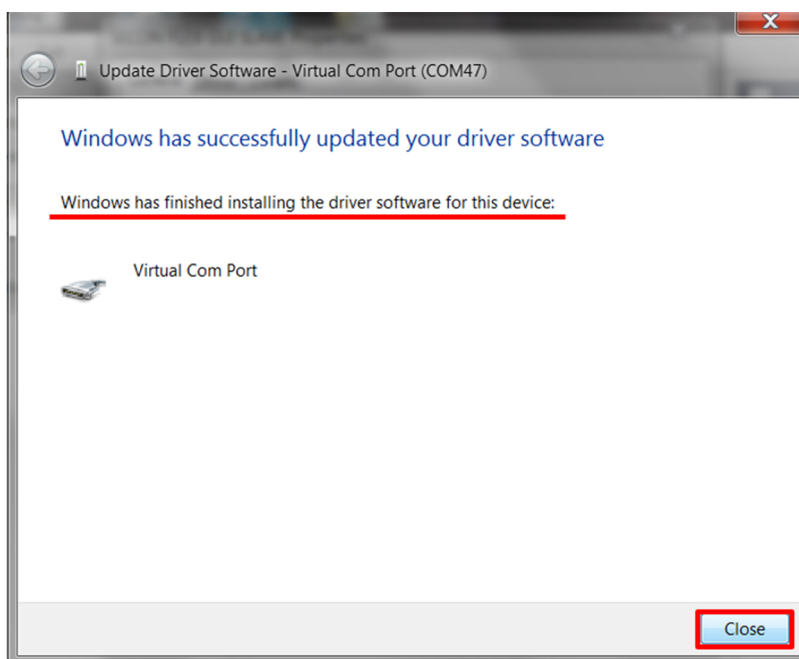 Update Driver Software - Virtual Com Port (COM47)
Windows has successfully updated your driver software
Windows has finished installing the driver software for this device:
Virtual Com Port
Close